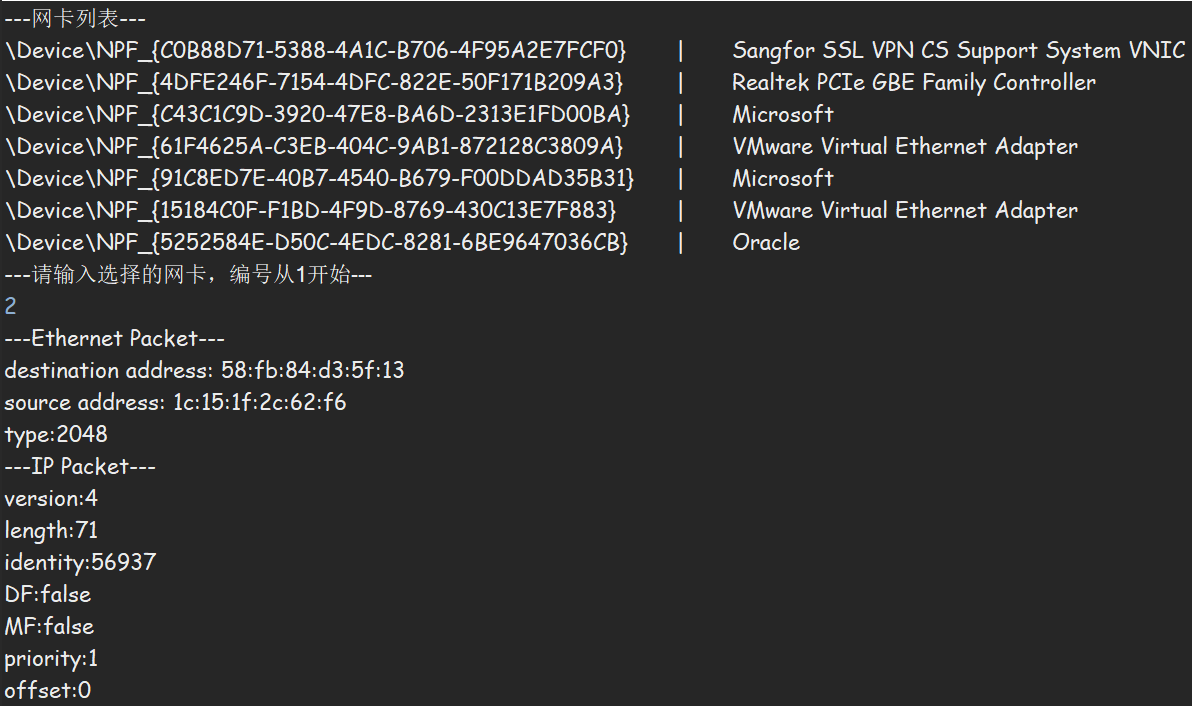 ---网卡列表---
\Device\NPF_{C0B88D71-5388-4A1C-B706-4F95A2E7FCF0} | Sangfor SSL VPN CS Support System VNIC
\Device\NPF_{4DFE246F-7154-4DFC-822E-50F171B209A3} | Realtek PCIe GBE Family Controller
\Device\NPF_{C43C1C9D-3920-47E8-BA6D-2313E1FD00BA} | Microsoft
\Device\NPF_{61F4625A-C3EB-404C-9AB1-872128C3809A} | VMware Virtual Ethernet Adapter
\Device\NPF_{91C8ED7E-40B7-4540-B679-F00DDAD35B31} | Microsoft
\Device\NPF_{15184C0F-F1BD-4F9D-8769-430C13E7F883} | VMware Virtual Ethernet Adapter
\Device\NPF_{5252584E-D50C-4EDC-8281-6BE9647036CB} | Oracle
---请输入选择的网卡，编号从1开始---
2
---Ethernet Packet---
destination address: 58:fb:84:d3:5f:13
source address: 1c:15:1f:2c:62:f6
type:2048
---IP Packet---
version:4
length:71
identity:56937
DF:false
MF:false
priority:1
offset:0